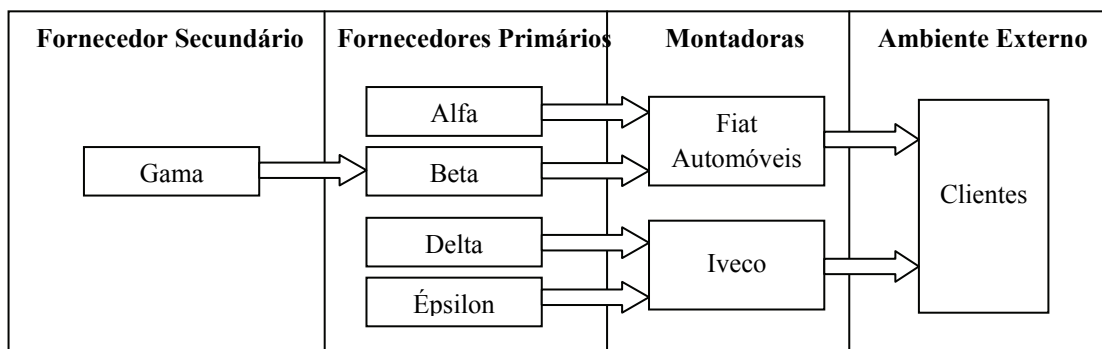 Fornecedor Secundário
Fornecedores Primários
Montadoras
Ambiente Externo
Gama
Alfa
Beta
Delta
Épsilon
Fiat
Automóveis
Iveco
Clientes